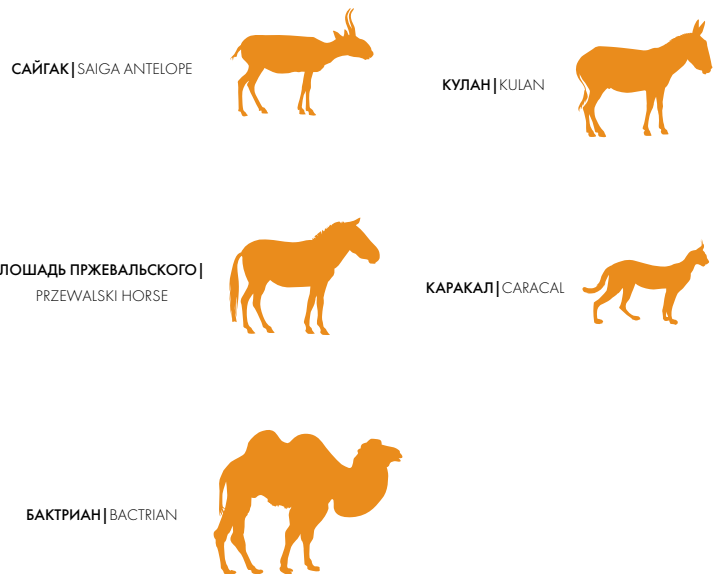 САЙГАК|SAIGA ANTELOPE
КУЛАН|KULAN
ЛОШАДЬ ПРЖЕВАЛЬСКОГО|
PRZEWALSKI HORSE
КАРАКАЛ|CARACAL
БАКТРИАН|BACTRIAN